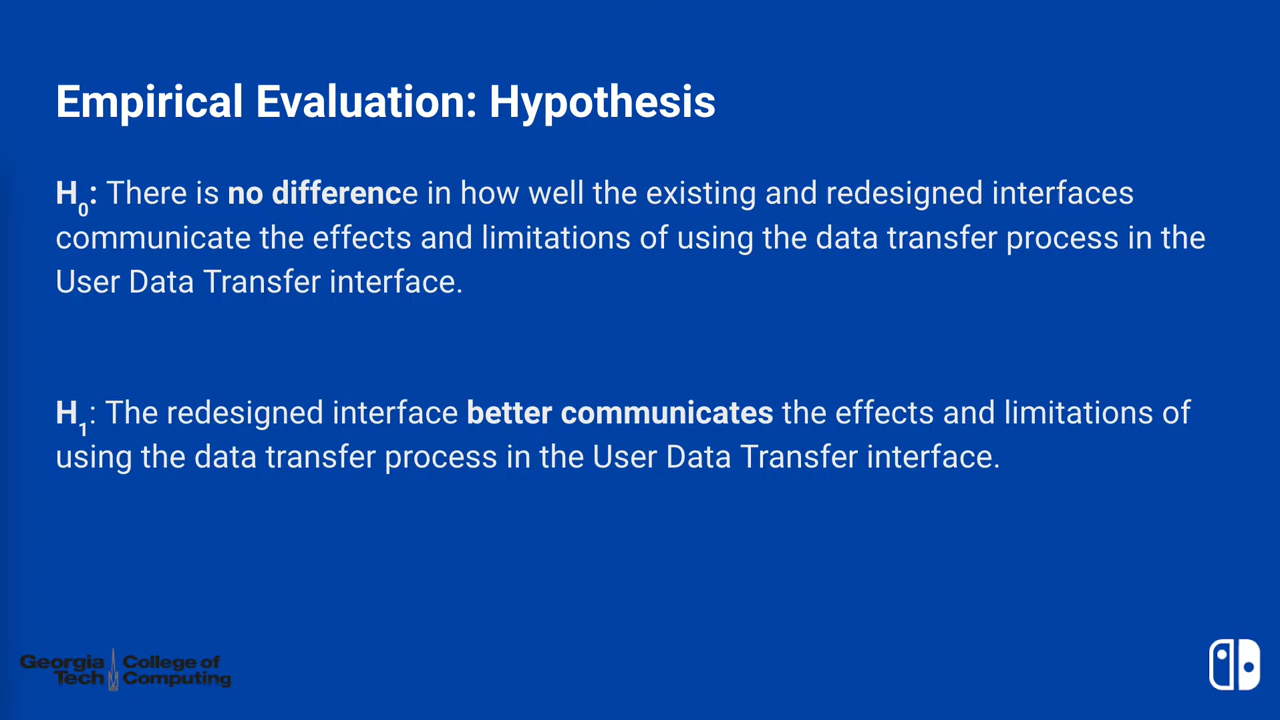 Empirical Evaluation: Hypothesis
H0: There is no difference in how well the existing and redesigned interfaces
communicate the effects and limitations of using the data transfer process in the
User Data Transfer interface.
H1: The redesigned interface better communicates the effects and limitations of
using the data transfer process in the User Data Transfer interface.
Georgia Tech College of Computing